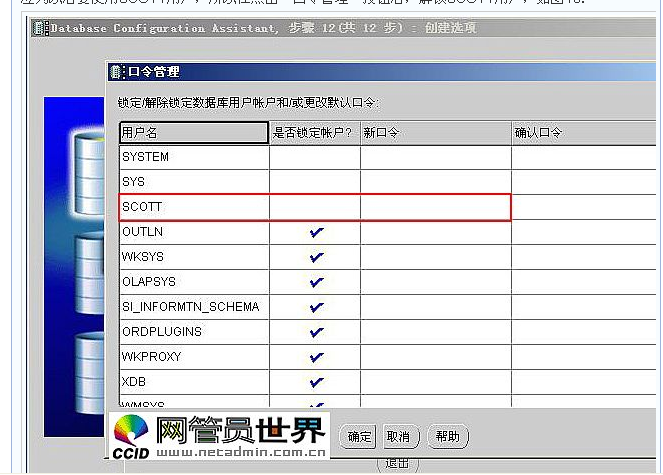 Database Configuration Assistant, 步骤 12(共 12 步) : 创建选项
口令管理
锁定/解除锁定数据库用户帐户和/或更改默认口令:
用户名 是否锁定帐户? 新口令 确认口令
SYSTEM
SYS
SCOTT
OUTLN
WKSYS
OLAPSYS
SI_INFORMTN_SCHEMA
ORDPLUGINS
WKPROXY
XDB
WMSYS
CCID 网管员世界
www.netadmin.com.cn
确定 取消 帮助
退出